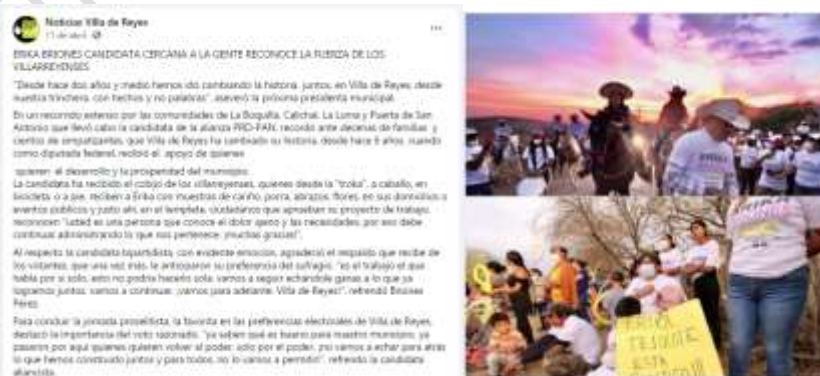 Noticias Villa de Reyes
11 de abril
ERIKA BRIONES CANDIDATA CERCANA A LA GENTE RECONOCE LA FUERZA DE LOS
VILLARREYENSES
"Desde hace dos años y medio hemos ido cambiando la historia, juntos, en Villa de Reyes, desde
nuestra trinchera, con hechos y no palabras", aseveró la próxima presidenta municipal.
En un recorrido extenso por las comunidades de La Boquilla, Calichal, La Loma y Puerta de San
Antonio que llevó cabo la candidata de la alianza PRD-PAN, recordó ante decenas de familias y
cientos de simpatizantes, que Villa de Reyes ha cambiado su historia, desde hace 6 años, cuando
como diputada federal, recibió el apoyo de quienes
quieren el desarrollo y la prosperidad del municipio.
La candidata ha recibido el cobijo de los villarreyenses, quienes desde la "troka", a caballo, en
bicicleta o a pie, reciben a Erika con muestras de cariño, porra, abrazos, flores, en sus domicilios o
eventos públicos y justo ahí, en el templete, ciudadanos que aprueban su proyecto de trabajo,
reconocen "usted es una persona que conoce el dolor ajeno y las necesidades, por eso debe
continuar administrando lo que nos pertenece, ¡muchas gracias!".
Al respecto la candidata bipartidista, con evidente emoción, agradeció el respaldo que recibe de
los votantes, que una vez más, le anticiparon su preferencia del sufragio, "es el trabajo el que
habla por si solo, esto no podría hacerlo sola, vamos a seguir echándole ganas a lo que ya
logramos juntos, vamos a continuar, ¡vamos para adelante, Villa de Reyes!", refrendó Briones
Pérez.
Para concluir la jornada proselitista, la favorita en las preferencias electorales de Villa de Reyes,
destacó la importancia del voto razonado, "ya saben qué es bueno para nuestro municipio, ya
pasaron por aquí quienes quieren volver al poder, solo por el poder, ¡no vamos a echar para atrás
lo que hemos construido juntos y para todos, no lo vamos a permitir!", refrendó la candidata
aliancista.
ERIKA
ESTA